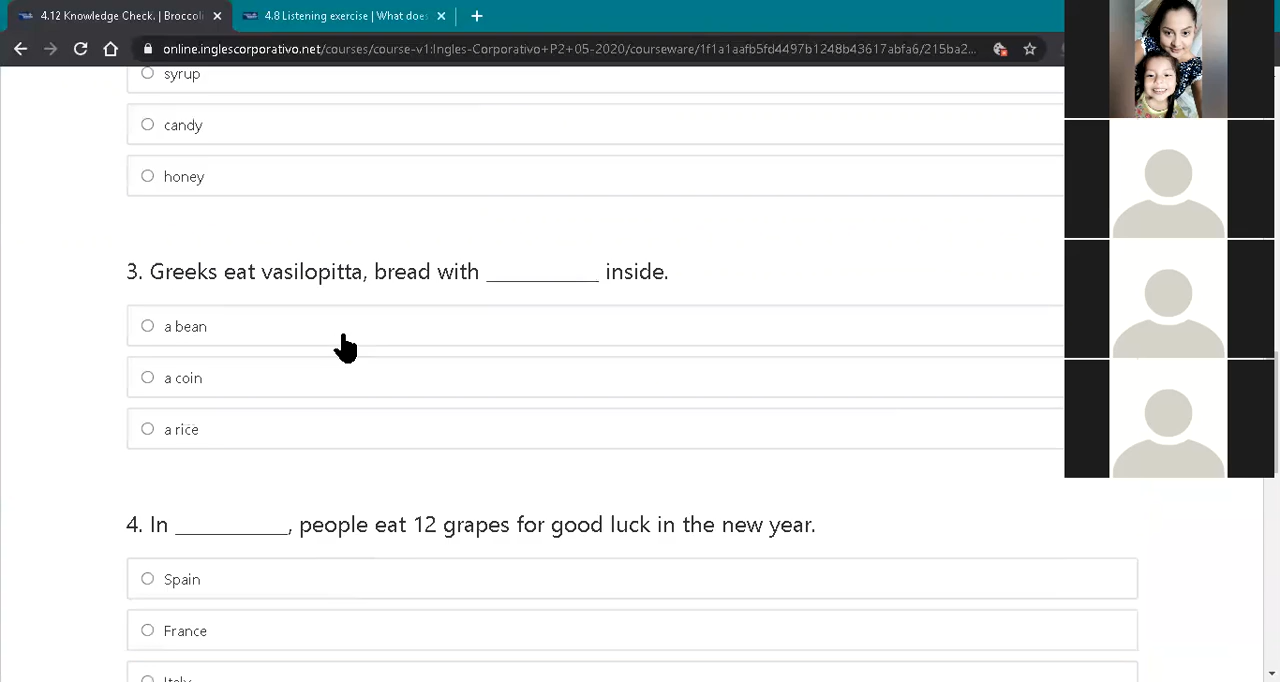 4.12 Knowledge Check. | Broccoli
4.8 Listening exercise | What does
online.inglescorporativo.net/courses/course-v1:Ingles-Corporativo+P2+05-2020/courseware/1f1a1aafb5fd4497b1248b43617abfa6/215ba2...
syrup
candy
honey
3. Greeks eat vasilopitta, bread with __________ inside.
a bean
a coin
a rice
4. In __________, people eat 12 grapes for good luck in the new year.
Spain
France
Italy